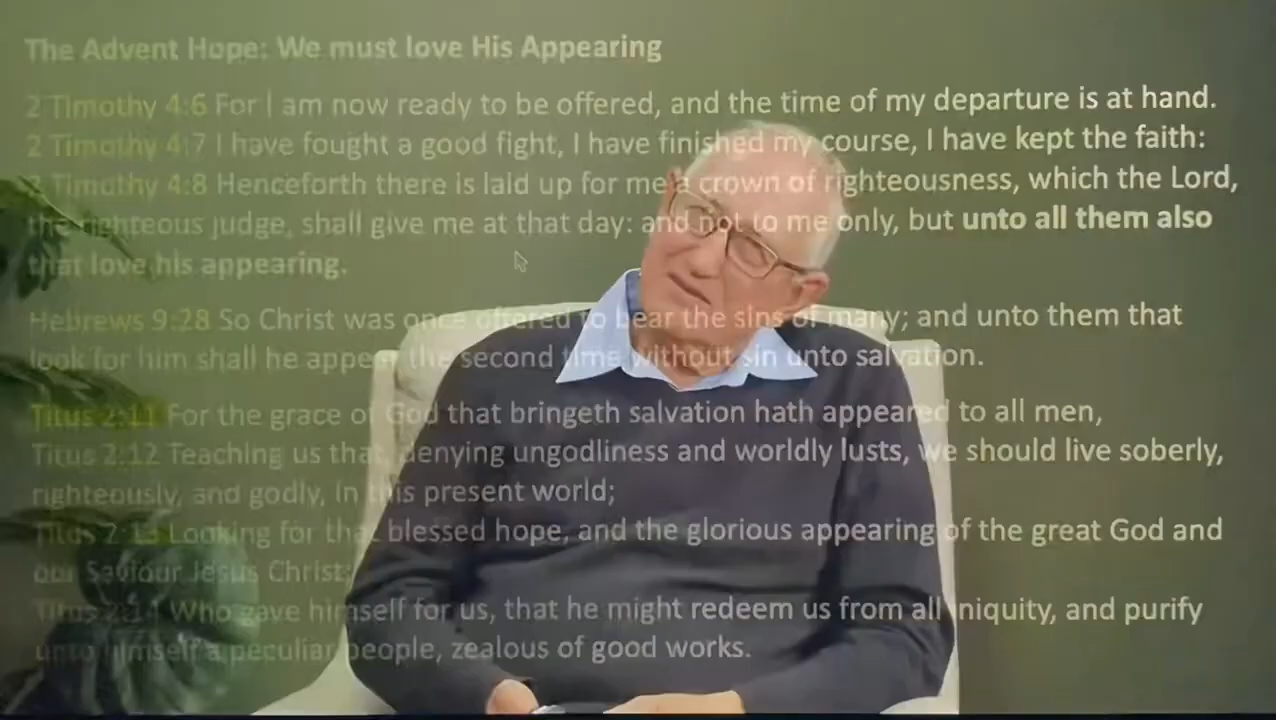 The Advent Hope: We must love His Appearing
2 Timothy 4:6 For I am now ready to be offered, and the time of my departure is at hand.
2 Timothy 4:7 I have fought a good fight, I have finished my course, I have kept the faith:
2 Timothy 4:8 Henceforth there is laid up for me a crown of righteousness, which the Lord,
the righteous judge, shall give me at that day: and not to me only, but unto all them also
that love his appearing.
Hebrews 9:28 So Christ was once offered to bear the sins of many; and unto them that
look for him shall he appear the second time without sin unto salvation.
Titus 2:11 For the grace of God that bringeth salvation hath appeared to all men,
Titus 2:12 Teaching us that, denying ungodliness and worldly lusts, we should live soberly,
righteously, and godly, in this present world;
Titus 2:13 Looking for that blessed hope, and the glorious appearing of the great God and
our Saviour Jesus Christ;
Titus 2:14 Who gave himself for us, that he might redeem us from all iniquity, and purify
unto himself a peculiar people, zealous of good works.